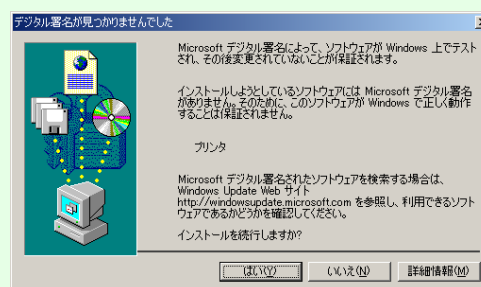 デジタル署名が見つかりませんでした
Microsoft デジタル署名によって、ソフトウェアが Windows 上でテスト
され、その後変更されていないことが保証されます。
インストールしようとしているソフトウェアには Microsoft デジタル署名
がありません。そのために、このソフトウェアが Windows で正しく動作
することは保証されません。
プリンタ
Microsoft デジタル署名されたソフトウェアを検索する場合は、
Windows Update Web サイト
http://windowsupdate.microsoft.com を参照し、利用できるソフト
ウェアであるかどうかを確認してください。
インストールを続行しますか?
はい(Y) いいえ(N) 詳細情報(M)